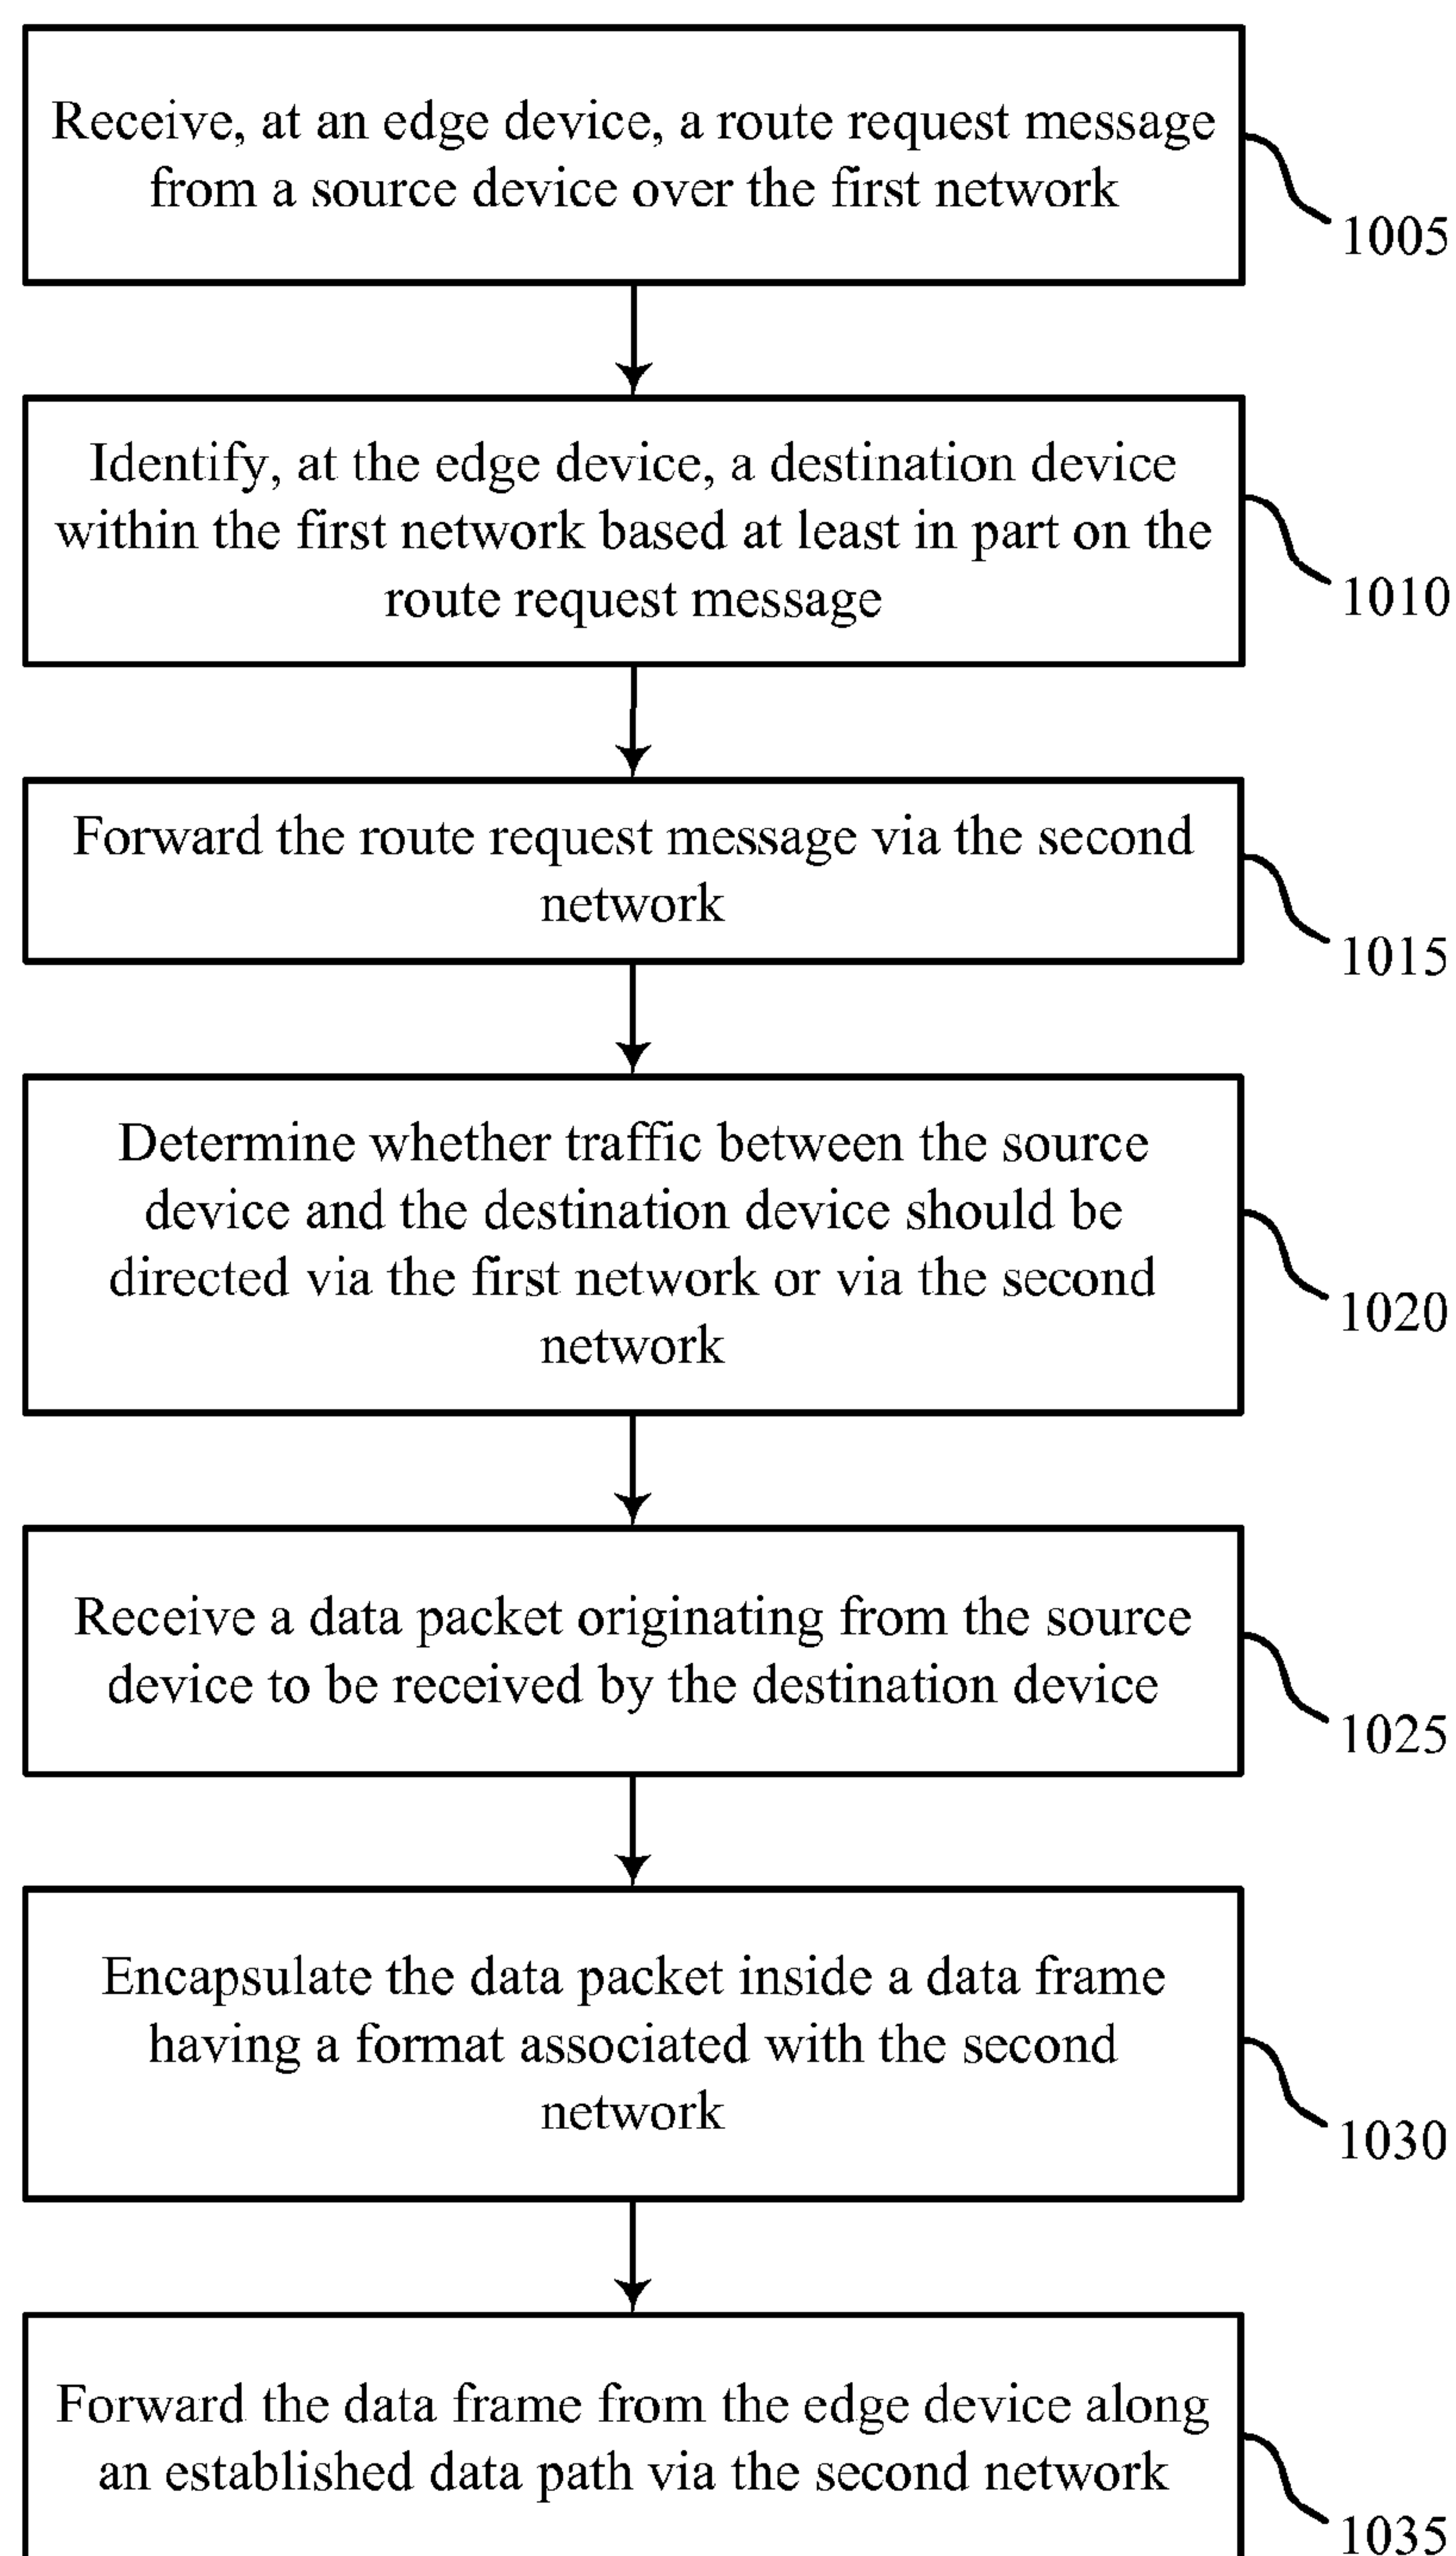 Receive, at an edge device, a route request message
from a source device over the first network
1005
Identify, at the edge device, a destination device
within the first network based at least in part on the
route request message
1010
Forward the route request message via the second
network
1015
Determine whether traffic between the source
device and the destination device should be
directed via the first network or via the second
network
1020
Receive a data packet originating from the source
device to be received by the destination device
1025
Encapsulate the data packet inside a data frame
having a format associated with the second
network
1030
Forward the data frame from the edge device along
an established data path via the second network
1035